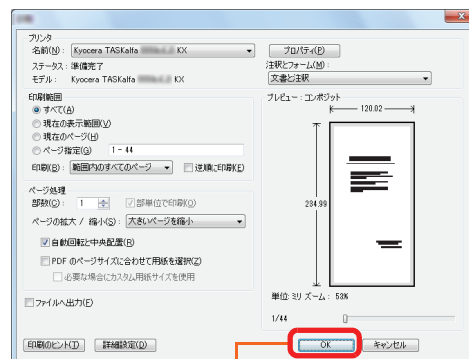 プリンタ
名前(N): Kyocera TASKalfa KX
プロパティ(P)
ステータス: 準備完了
注釈とフォーム(M):
モデル: Kyocera TASKalfa KX
文書と注釈
印刷範囲
すべて(A)
現在の表示範囲(V)
現在のページ(H)
ページ指定(G) 1 - 44
印刷(B): 範囲内のすべてのページ 逆順に印刷(E)
ページ処理
部数(C): 1 部単位で印刷(O)
ページの拡大 / 縮小(S): 大きいページを縮小
自動回転と中央配置(R)
PDF のページサイズに合わせて用紙を選択(Z)
必要な場合にカスタム用紙サイズを使用
ファイルへ出力(F)
プレビュー: コンポジット
120.02
234.99
単位: ミリ ズーム: 53%
1/44
印刷のヒント(T) 詳細設定(D) OK キャンセル